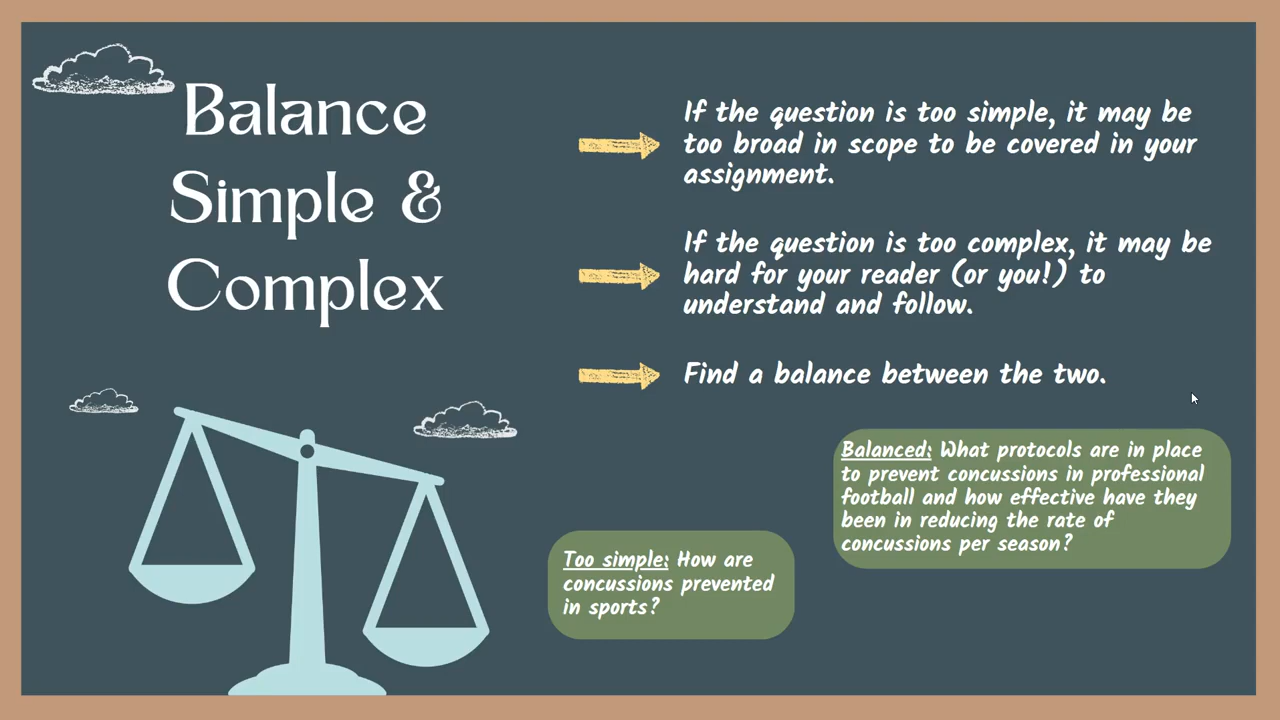 Balance
Simple &
Complex
If the question is too simple, it may be
too broad in scope to be covered in your
assignment.
If the question is too complex, it may be
hard for your reader (or you!) to
understand and follow.
Find a balance between the two.
Balanced: What protocols are in place
to prevent concussions in professional
football and how effective have they
been in reducing the rate of
concussions per season?
Too simple: How are
concussions prevented
in sports?